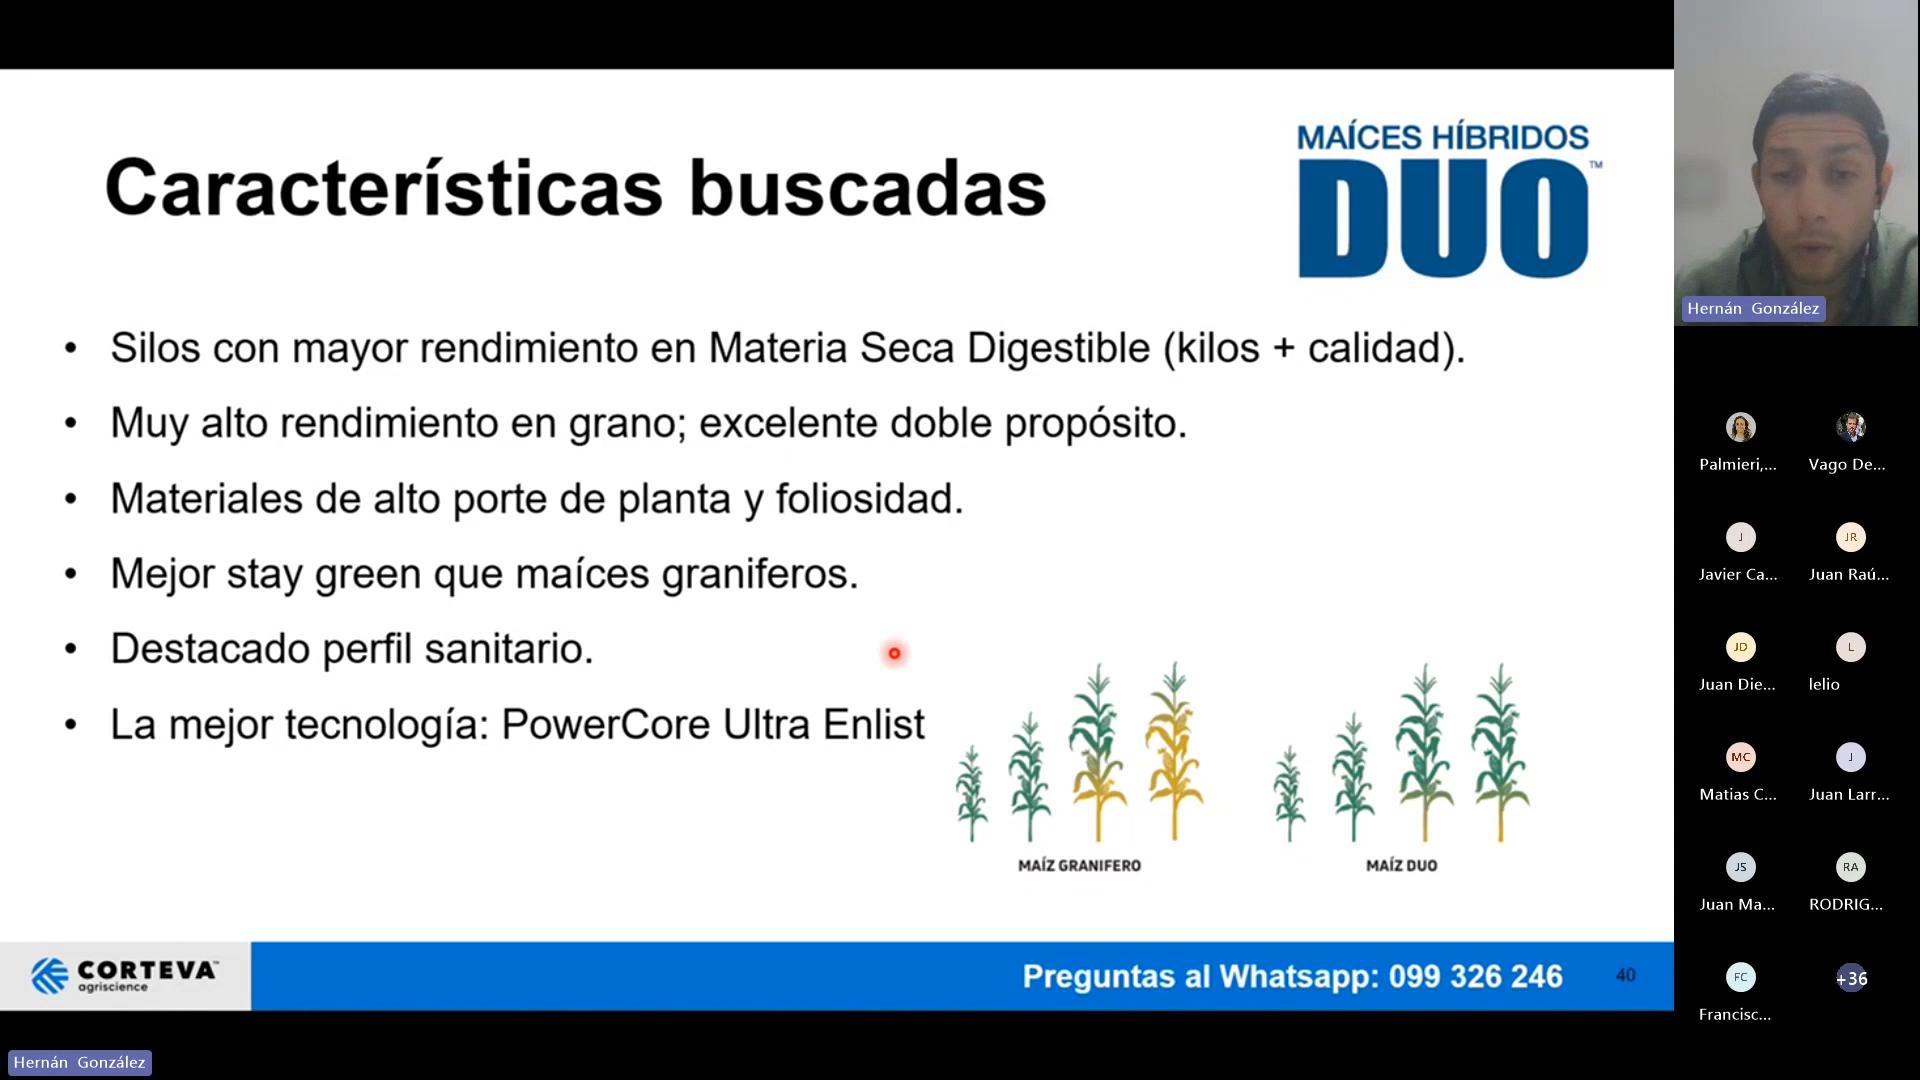 MAÍCES HÍBRIDOS
DUO™
Características buscadas
• Silos con mayor rendimiento en Materia Seca Digestible (kilos + calidad).
• Muy alto rendimiento en grano; excelente doble propósito.
• Materiales de alto porte de planta y foliosidad.
• Mejor stay green que maíces graniferos.
• Destacado perfil sanitario.
• La mejor tecnología: PowerCore Ultra Enlist
MAÍZ GRANIFERO
MAÍZ DUO
CORTEVA™
agriscience
Preguntas al Whatsapp: 099 326 246
40
Hernán González
Hernán González
Palmieri,...
Vago De...
J
JR
Javier Ca...
Juan Raú...
JD
L
Juan Die...
lelio
MC
J
Matias C...
Juan Larr...
JS
RA
Juan Ma...
RODRIG...
FC
+36
Francisc...